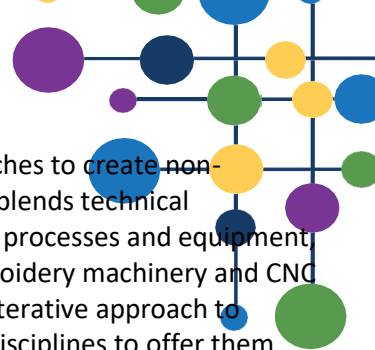 ches to create non-
blends technical
processes and equipment,
oidery machinery and CNC
terative approach to
disciplines to offer them